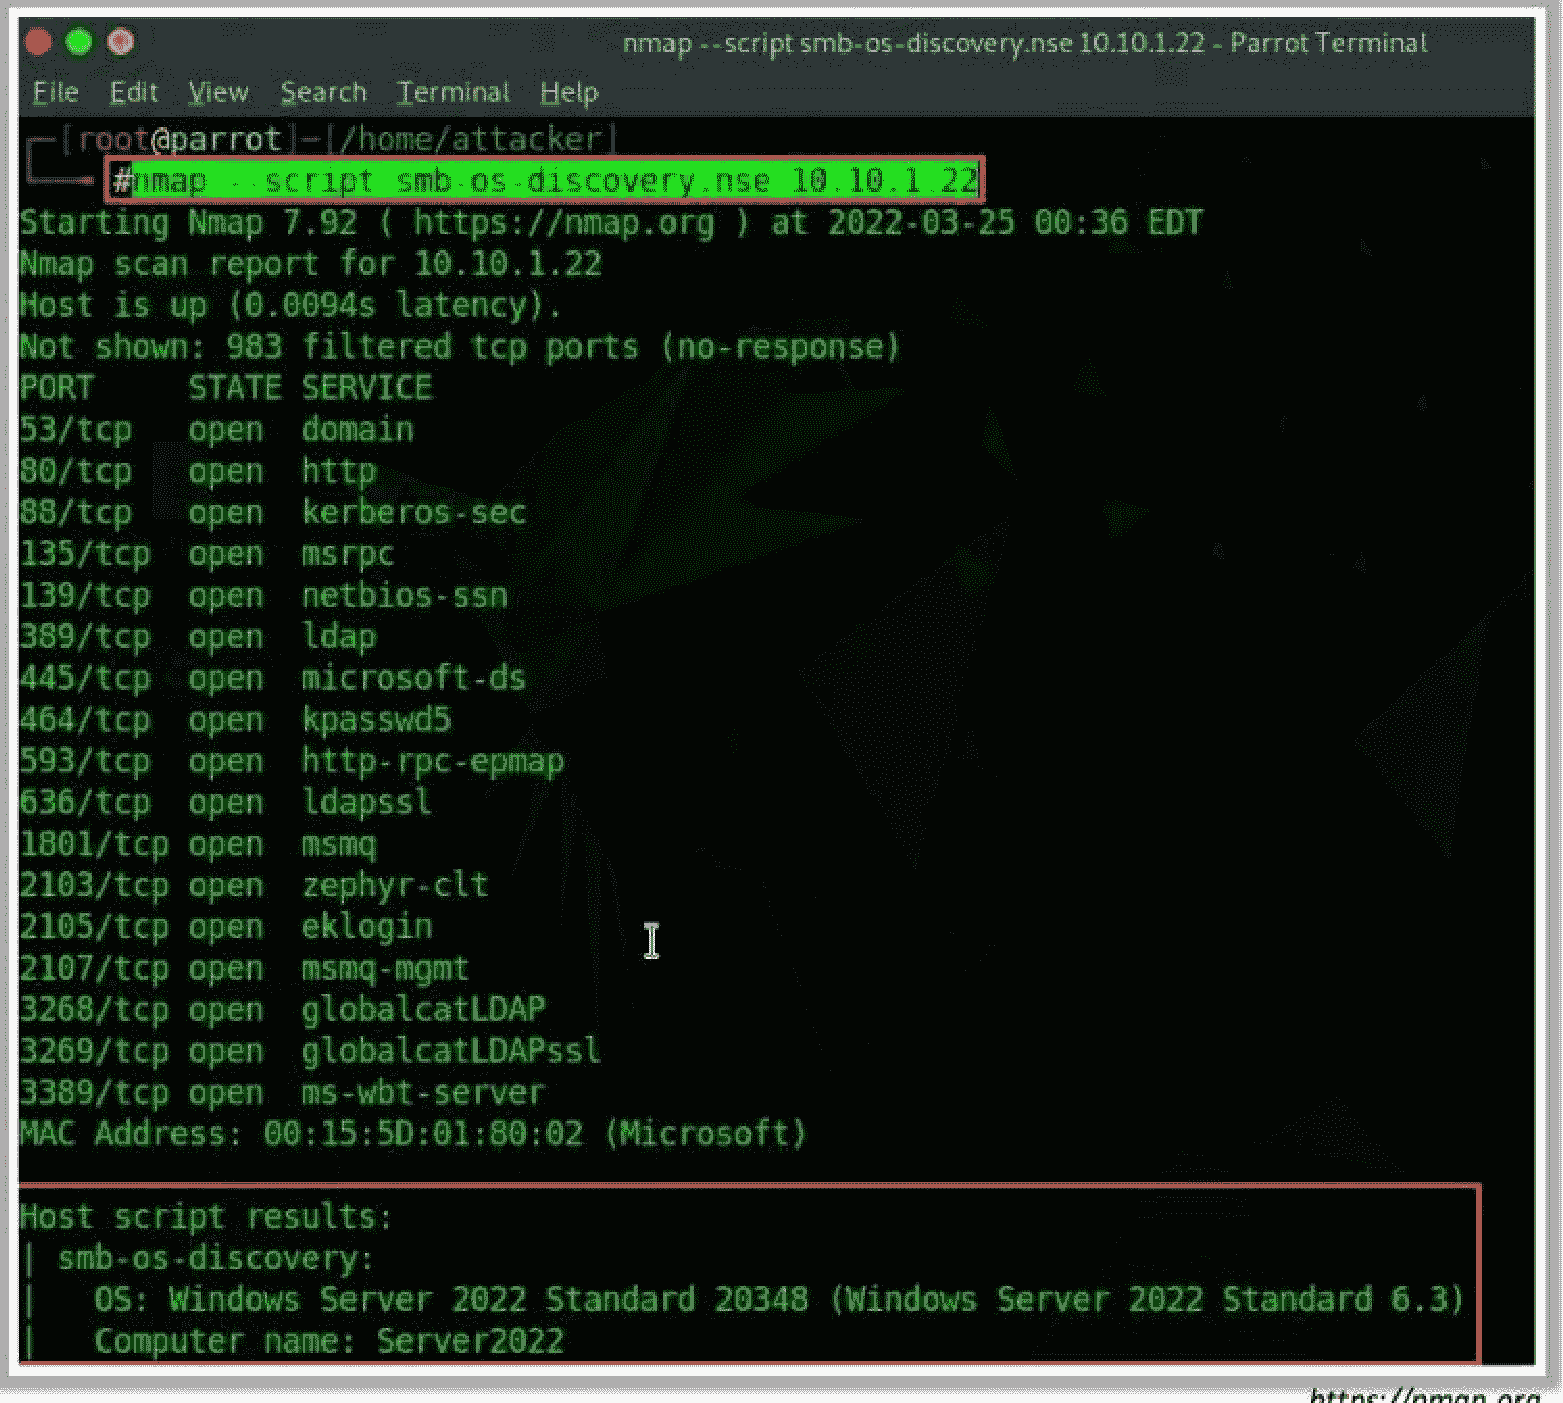 nmap --script smb-os-discovery.nse 10.10.1.22 - Parrot Terminal
File Edit View Search Terminal Help
[root@parrot]─[/home/attacker]
#nmap --script smb-os-discovery.nse 10.10.1.22
Starting Nmap 7.92 ( https://nmap.org ) at 2022-03-25 00:36 EDT
Nmap scan report for 10.10.1.22
Host is up (0.0094s latency).
Not shown: 983 filtered tcp ports (no-response)
PORT     STATE SERVICE
53/tcp   open  domain
80/tcp   open  http
88/tcp   open  kerberos-sec
135/tcp  open  msrpc
139/tcp  open  netbios-ssn
389/tcp  open  ldap
445/tcp  open  microsoft-ds
464/tcp  open  kpasswd5
593/tcp  open  http-rpc-epmap
636/tcp  open  ldapssl
1801/tcp open  msmq
2103/tcp open  zephyr-clt
2105/tcp open  eklogin
2107/tcp open  msmq-mgmt
3268/tcp open  globalcatLDAP
3269/tcp open  globalcatLDAPssl
3389/tcp open  ms-wbt-server
MAC Address: 00:15:5D:01:80:02 (Microsoft)
Host script results:
| smb-os-discovery:
|   OS: Windows Server 2022 Standard 20348 (Windows Server 2022 Standard 6.3)
|   Computer name: Server2022
https://nmap.org